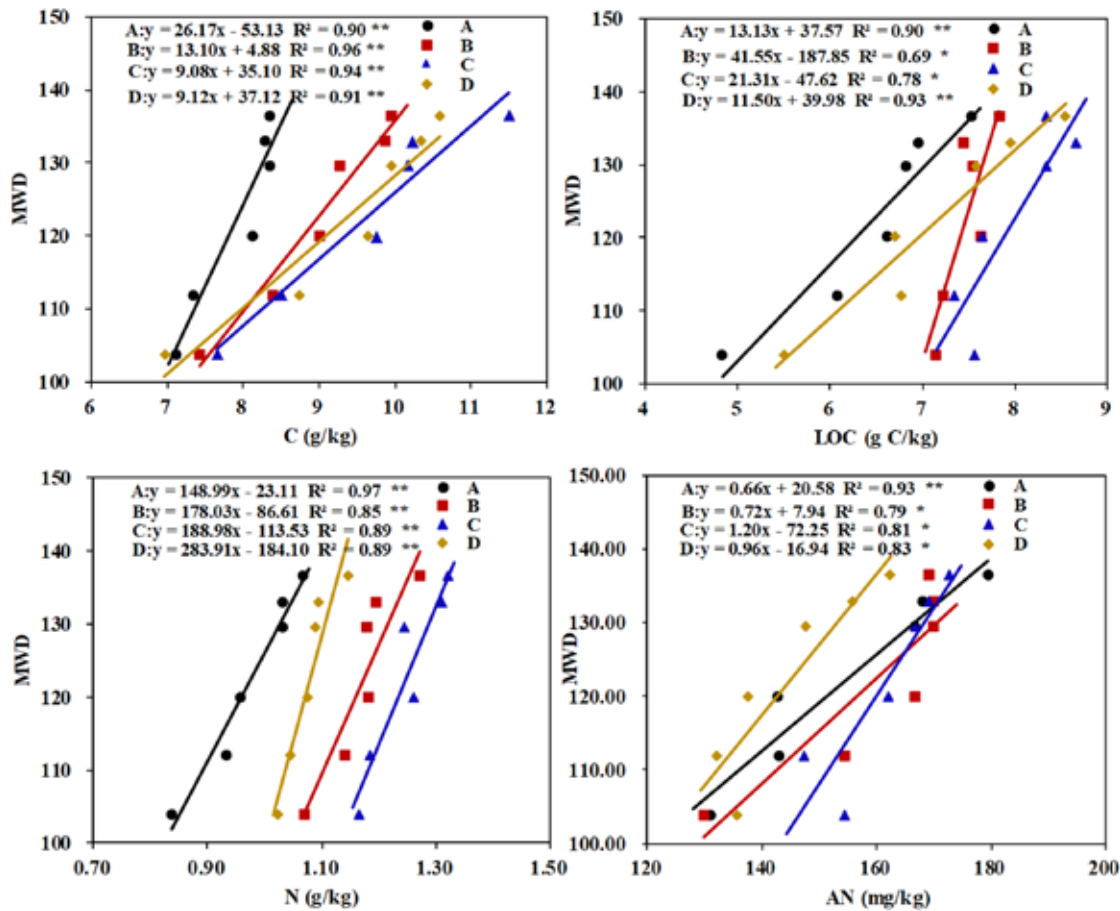 A:y = 26.17x - 53.13 R² = 0.90 ** A
B:y = 13.10x + 4.88 R² = 0.96 ** B
C:y = 9.08x + 35.10 R² = 0.94 ** C
D:y = 9.12x + 37.12 R² = 0.91 ** D
150
140
130
120
110
100
MWD
6 7 8 9 10 11 12
C (g/kg)
A:y = 13.13x + 37.57 R² = 0.90 ** A
B:y = 41.55x - 187.85 R² = 0.69 * B
C:y = 21.31x - 47.62 R² = 0.78 * C
D:y = 11.50x + 39.98 R² = 0.93 ** D
150
140
130
120
110
100
MWD
4 5 6 7 8 9
LOC (g C/kg)
A:y = 148.99x - 23.11 R² = 0.97 ** A
B:y = 178.03x - 86.61 R² = 0.85 ** B
C:y = 188.98x - 113.53 R² = 0.89 ** C
D:y = 283.91x - 184.10 R² = 0.89 ** D
150
140
130
120
110
100
MWD
0.70 0.90 1.10 1.30 1.50
N (g/kg)
A:y = 0.66x + 20.58 R² = 0.93 ** A
B:y = 0.72x + 7.94 R² = 0.79 * B
C:y = 1.20x - 72.25 R² = 0.81 * C
D:y = 0.96x - 16.94 R² = 0.83 * D
150.00
140.00
130.00
120.00
110.00
100.00
MWD
120 140 160 180 200
AN (mg/kg)